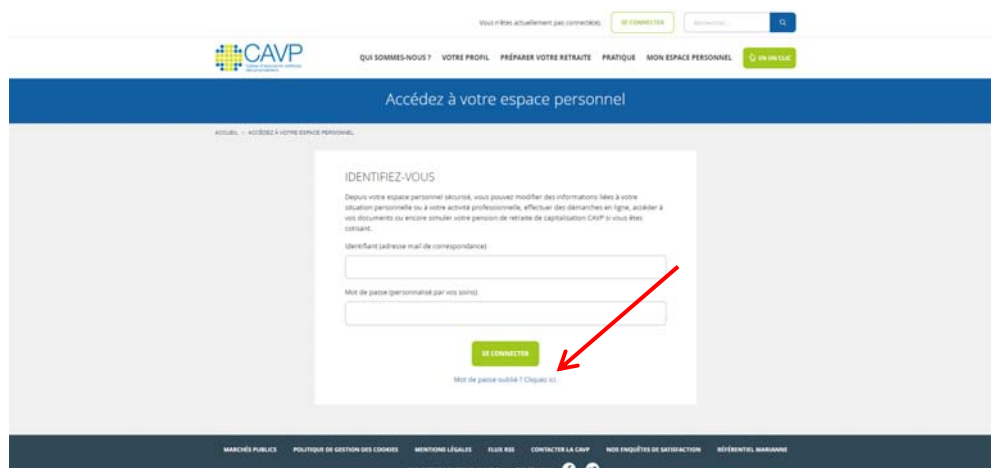 Vous n'êtes actuellement pas connecté(e). SE CONNECTER Rechercher...
CAVP
QUI SOMMES-NOUS ? VOTRE PROFIL PRÉPARER VOTRE RETRAITE PRATIQUE MON ESPACE PERSONNEL EN UN CLIC
Accédez à votre espace personnel
ACCUEIL > ACCÉDEZ À VOTRE ESPACE PERSONNEL
IDENTIFIEZ-VOUS
Depuis votre espace personnel sécurisé, vous pouvez modifier des informations liées à votre
situation personnelle ou à votre activité professionnelle, effectuer des démarches en ligne, accéder à
vos documents ou encore simuler votre pension de retraite de capitalisation CAVP si vous êtes
cotisant.
Identifiant (adresse mail de correspondance)
Mot de passe (personnalisé par vos soins)
SE CONNECTER
Mot de passe oublié ? Cliquez ici.
MARCHÉS PUBLICS POLITIQUE DE GESTION DES COOKIES MENTIONS LÉGALES FLUX RSS CONTACTER LA CAVP NOS ENQUÊTES DE SATISFACTION RÉFÉRENTIEL MARIANNE